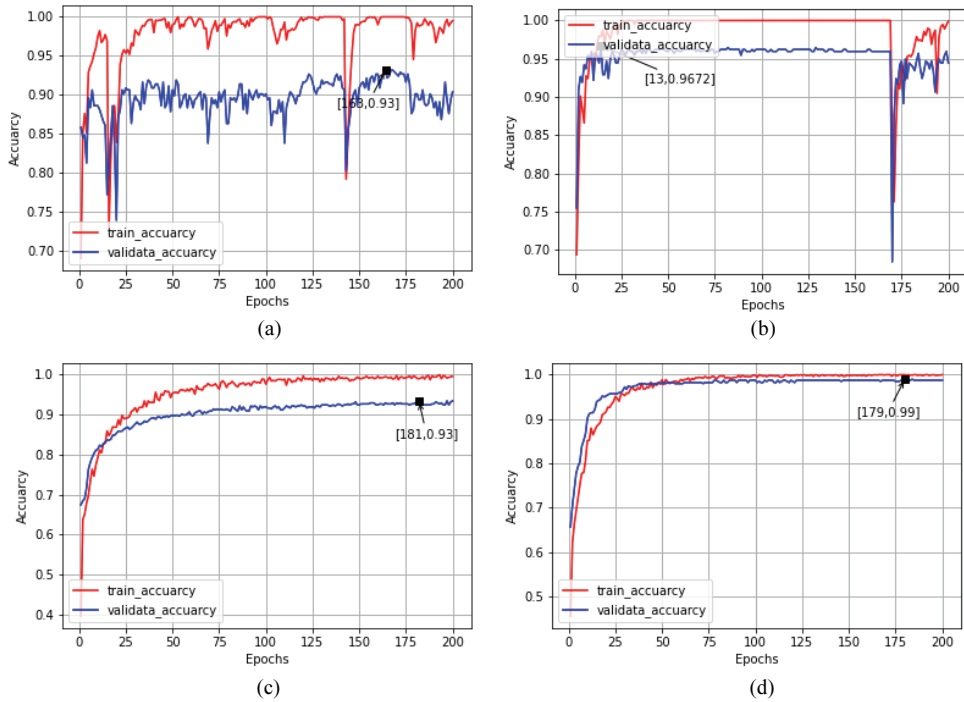 1.00
0.95
0.90
0.85
0.80
0.75
0.70
Accuarcy
[163,0.93]
train_accuarcy
validata_accuarcy
0 25 50 75 100 125 150 175 200
Epochs
(a)
1.00
0.95
0.90
0.85
0.80
0.75
0.70
Accuarcy
train_accuarcy
validata_accuarcy
[13,0.9672]
0 25 50 75 100 125 150 175 200
Epochs
(b)
1.0
0.9
0.8
0.7
0.6
0.5
0.4
Accuarcy
[181,0.93]
train_accuarcy
validata_accuarcy
0 25 50 75 100 125 150 175 200
Epochs
(c)
1.0
0.9
0.8
0.7
0.6
0.5
Accuarcy
[179,0.99]
train_accuarcy
validata_accuarcy
0 25 50 75 100 125 150 175 200
Epochs
(d)